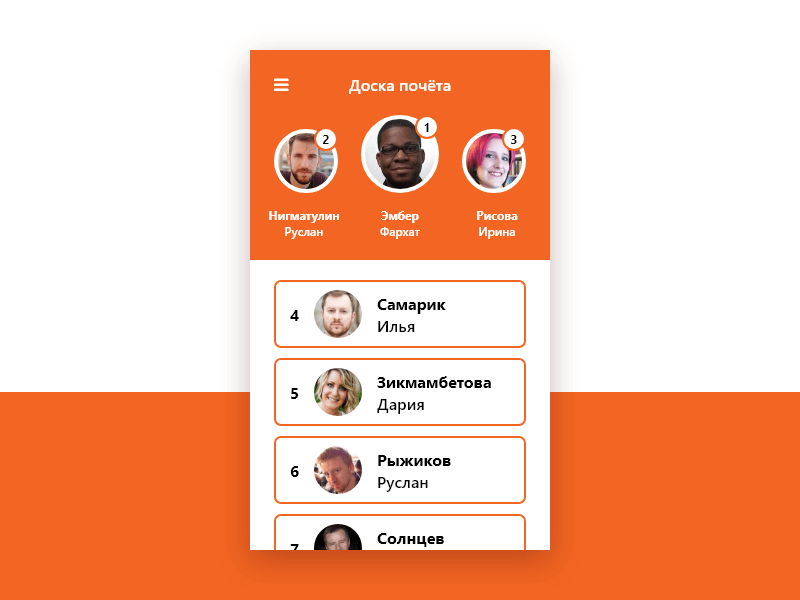 Доска почёта
2
1
3
Нигматулин
Руслан
Эмбер
Фархат
Рисова
Ирина
4
Самарик
Илья
5
Зикмамбетова
Дария
6
Рыжиков
Руслан
7
Солнцев